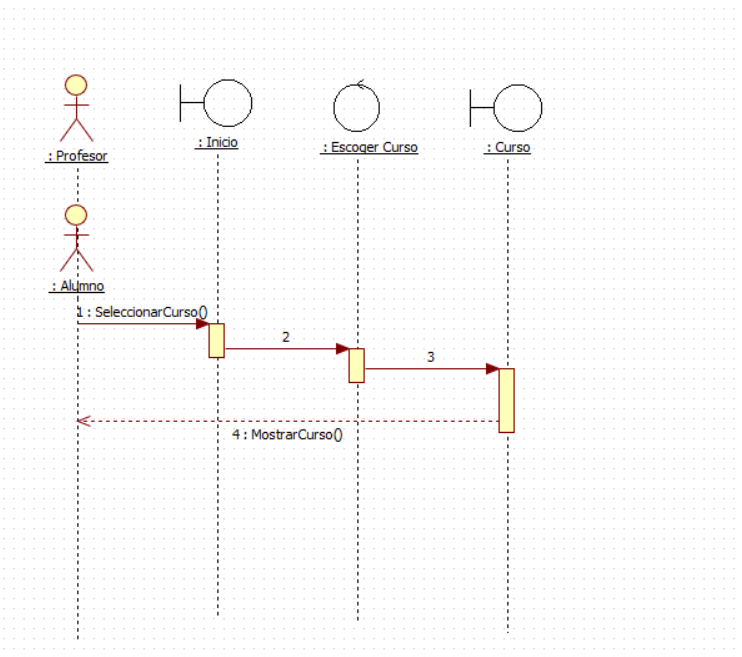 : Profesor
: Inicio
: Escoger Curso
: Curso
: Alumno
1 : SeleccionarCurso()
2
3
4 : MostrarCurso()